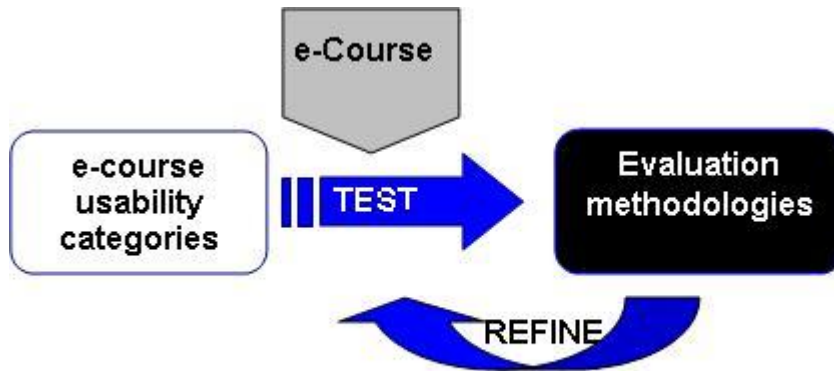 e-Course
e-course
usability
categories
TEST
Evaluation
methodologies
REFINE